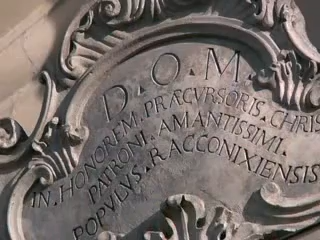 D. O. M.
IN. HONOREM. PRÆCVRSORIS. CHRIS
PATRONI. AMANTISSIMI.
POPVLVS. RACCONIXIENSIS